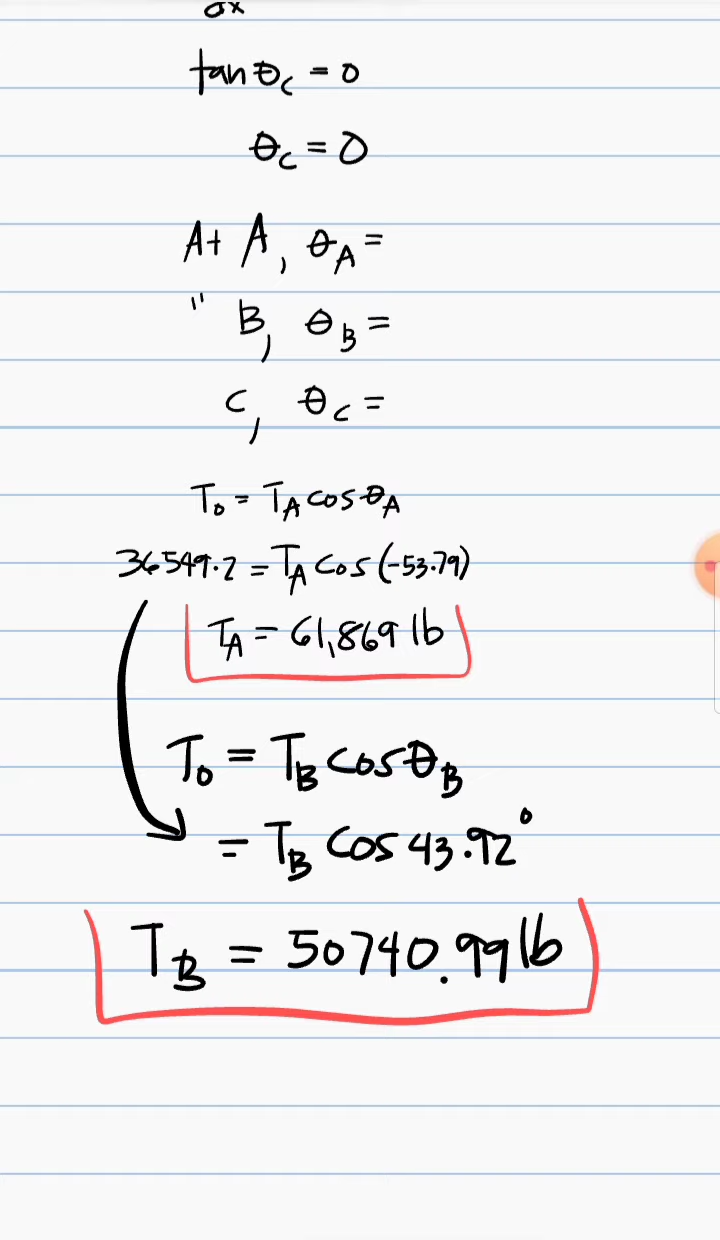 tan θc = 0
θc = 0
At A, θA =
" B, θB =
C, θc =
To = TA cos θA
36549.2 = TA cos (-53.79)
TA = 61,869 lb
To = TB cos θB
= TB cos 43.92°
TB = 50740.99 lb